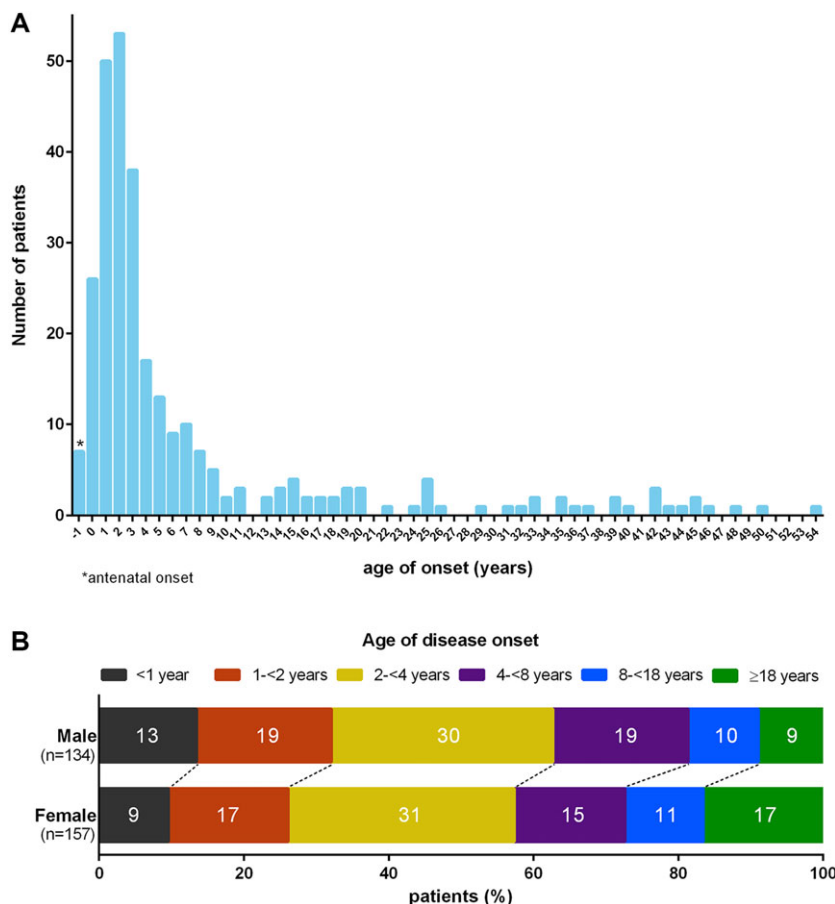 A
50
40
30
20
10
0
Number of patients
*
-1 0 1 2 3 4 5 6 7 8 9 10 11 12 13 14 15 16 17 18 19 20 21 22 23 24 25 26 27 28 29 30 31 32 33 34 35 36 37 38 39 40 41 42 43 44 45 46 47 48 49 50 51 52 53 54
age of onset (years)
*antenatal onset
B
Age of disease onset
<1 year 1-<2 years 2-<4 years 4-<8 years 8-<18 years ≥18 years
Male
(n=134)
13 19 30 19 10 9
Female
(n=157)
9 17 31 15 11 17
0 20 40 60 80 100
patients (%)